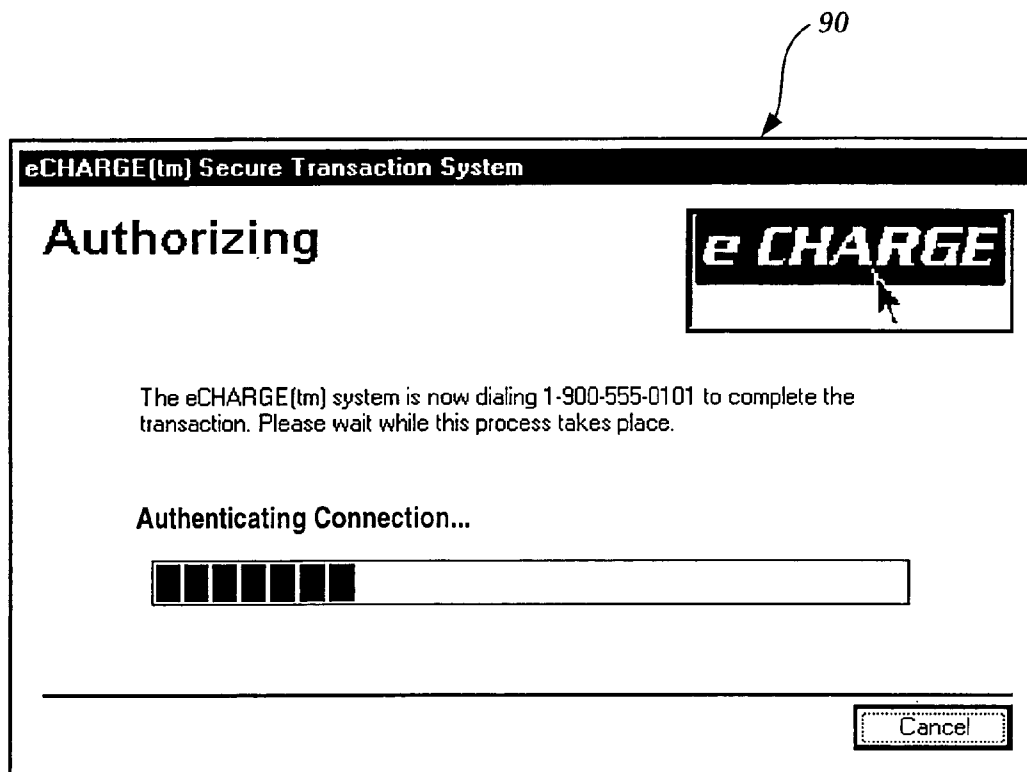 90
eCHARGE(tm) Secure Transaction System
Authorizing
e CHARGE
The eCHARGE(tm) system is now dialing 1-900-555-0101 to complete the
transaction. Please wait while this process takes place.
Authenticating Connection...
Cancel